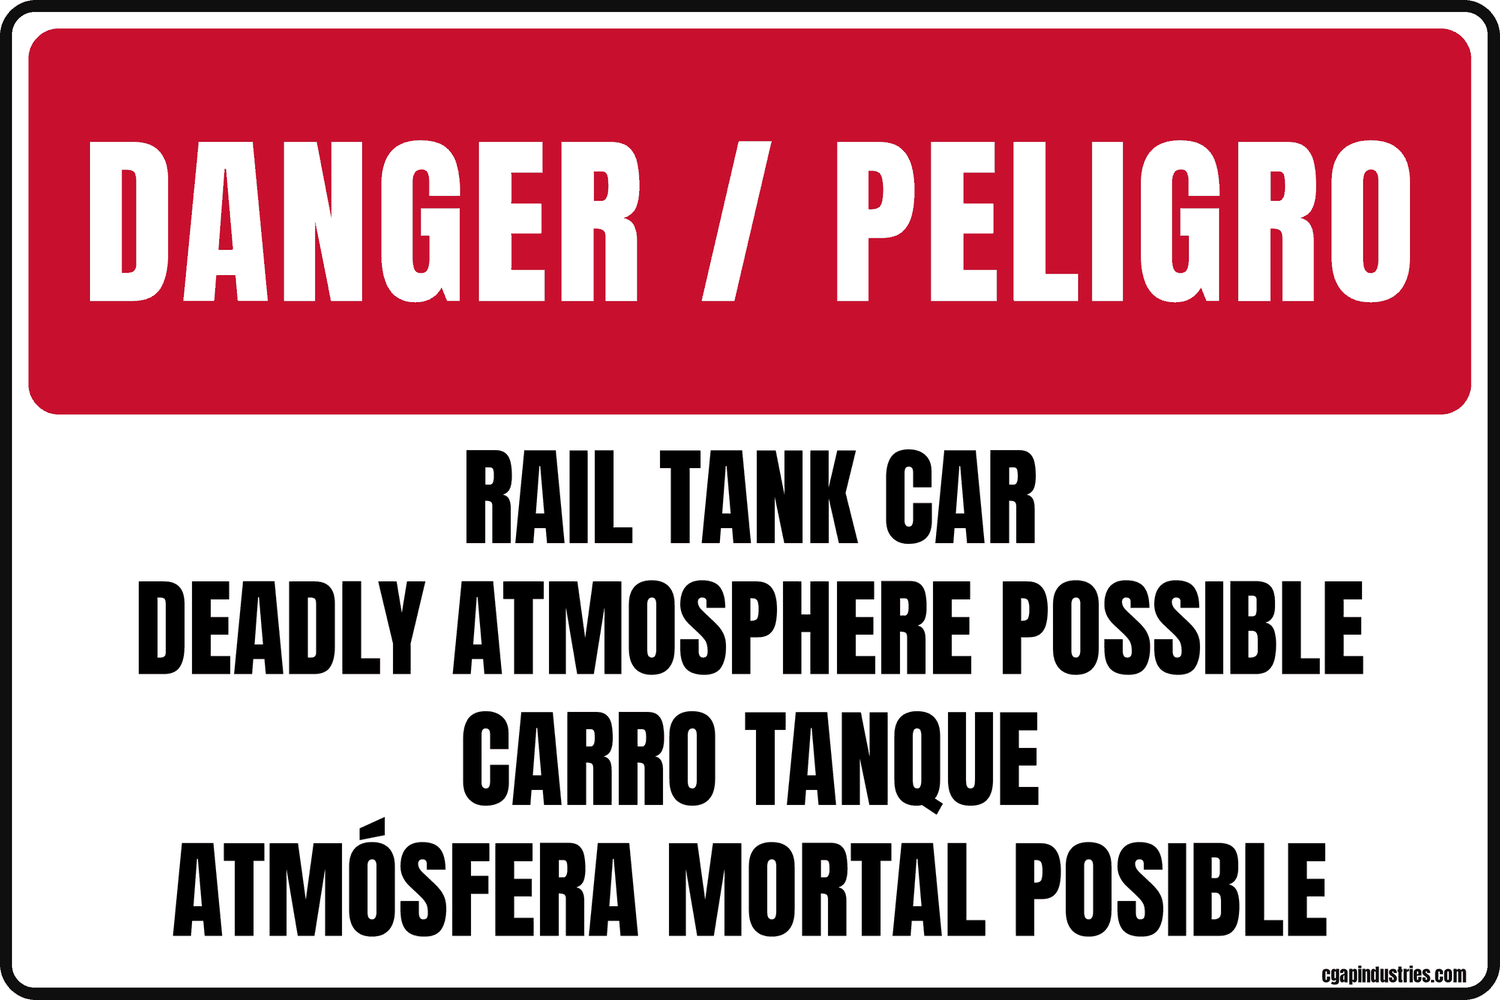 DANGER / PELIGRO
RAIL TANK CAR
DEADLY ATMOSPHERE POSSIBLE
CARRO TANQUE
ATMÓSFERA MORTAL POSIBLE
cgapindustries.com